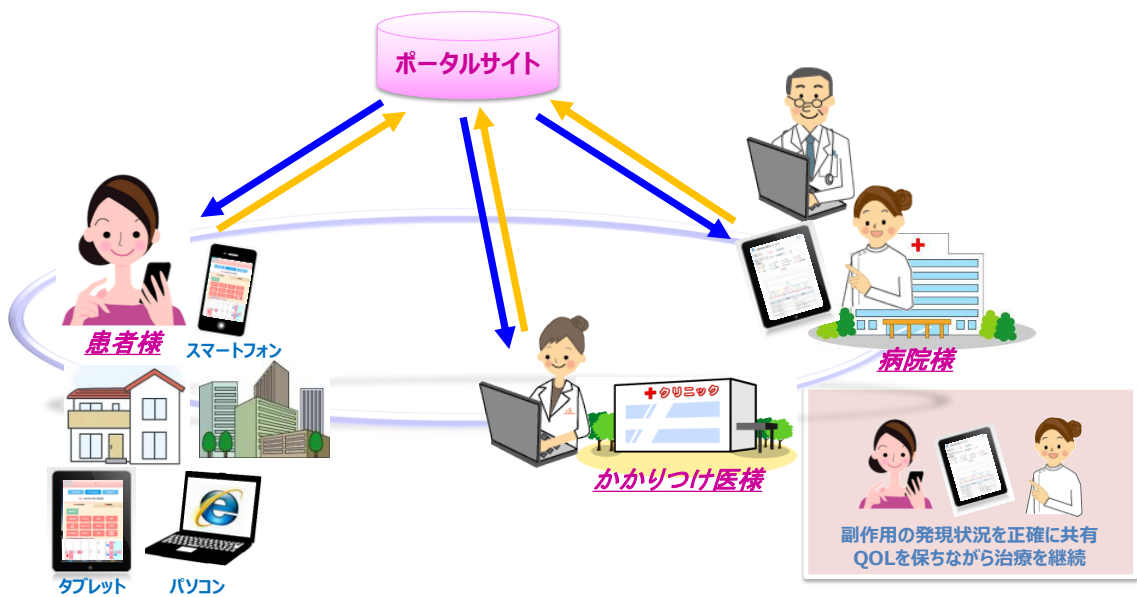 ポータルサイト
患者様
スマートフォン
病院様
クリニック
かかりつけ医様
タブレット
パソコン
副作用の発現状況を正確に共有
QOLを保ちながら治療を継続